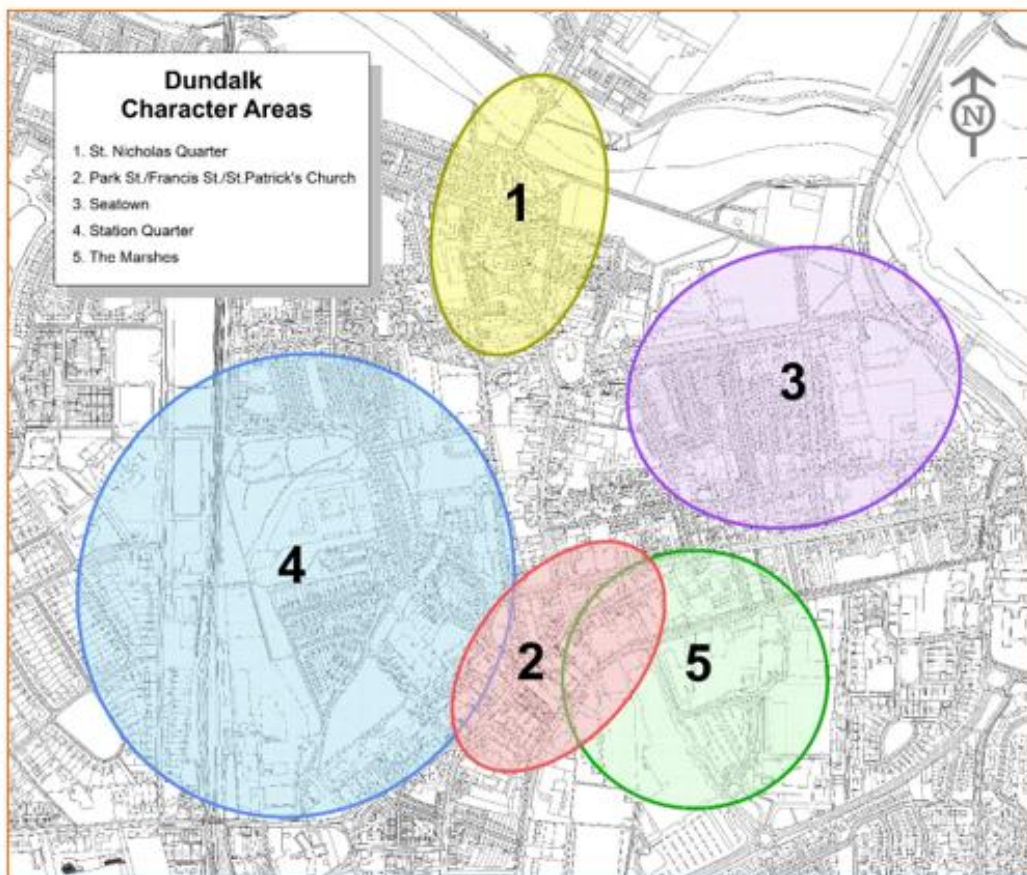 Dundalk
Character Areas
1. St. Nicholas Quarter
2. Park St./Francis St./St.Patrick's Church
3. Seatown
4. Station Quarter
5. The Marshes
N
1
3
4
2
5